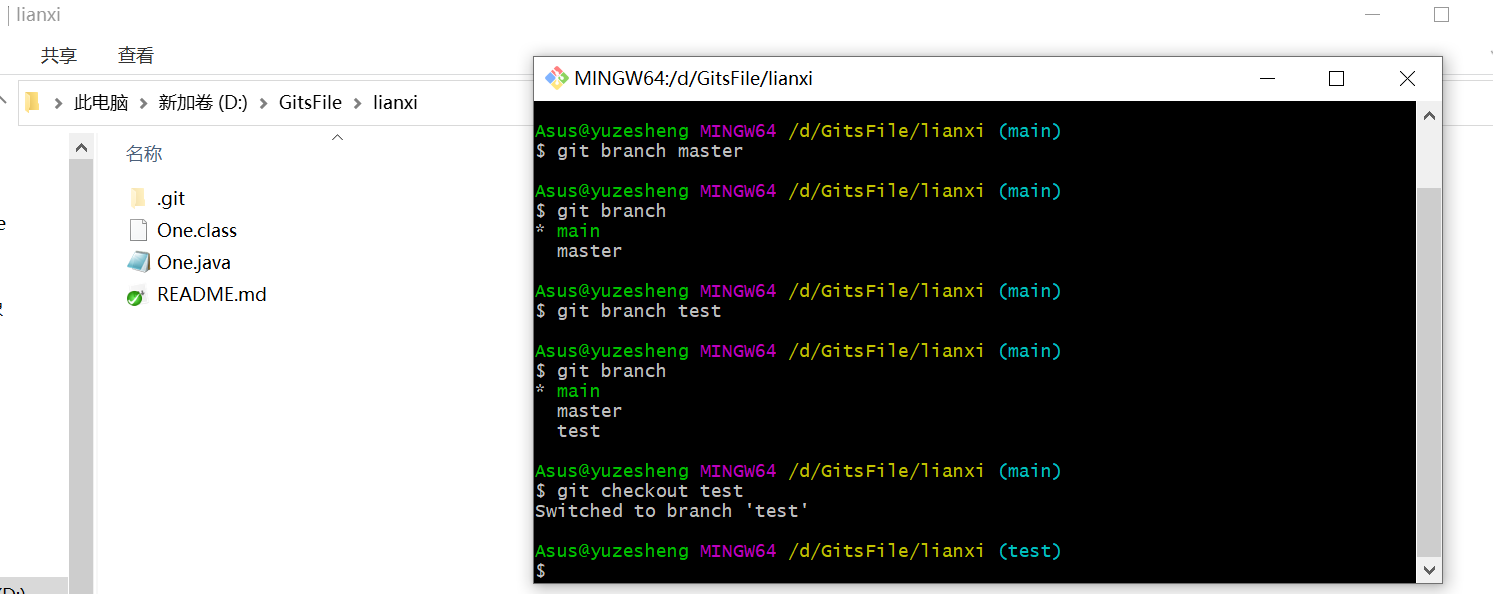 lianxi
共享 查看
此电脑 新加卷 (D:) GitsFile lianxi
名称
.git
One.class
One.java
README.md
MINGW64:/d/GitsFile/lianxi
Asus@yuzesheng MINGW64 /d/GitsFile/lianxi (main)
$ git branch master
Asus@yuzesheng MINGW64 /d/GitsFile/lianxi (main)
$ git branch
* main
master
Asus@yuzesheng MINGW64 /d/GitsFile/lianxi (main)
$ git branch test
Asus@yuzesheng MINGW64 /d/GitsFile/lianxi (main)
$ git branch
* main
master
test
Asus@yuzesheng MINGW64 /d/GitsFile/lianxi (main)
$ git checkout test
Switched to branch 'test'
Asus@yuzesheng MINGW64 /d/GitsFile/lianxi (test)
$